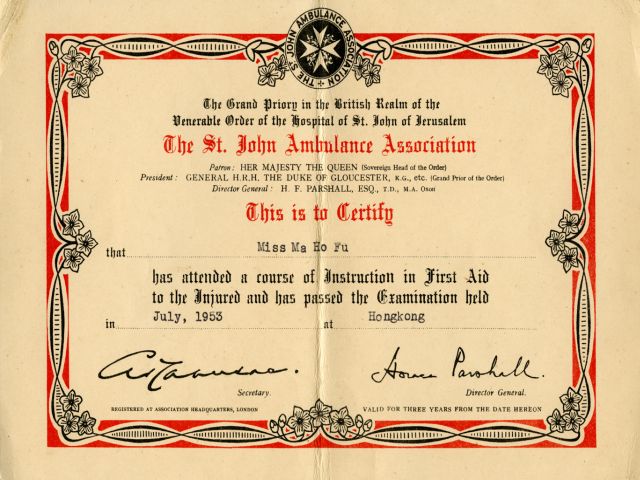 THE ST JOHN AMBULANCE ASSOCIATION
The Grand Priory in the British Realm of the
Venerable Order of the Hospital of St. John of Jerusalem
The St. John Ambulance Association
Patron: HER MAJESTY THE QUEEN (Sovereign Head of the Order)
President: GENERAL H.R.H. THE DUKE OF GLOUCESTER, K.G., etc. (Grand Prior of the Order)
Director General: H. F. PARSHALL, ESQ., T.D., M.A. OXON
This is to Certify
that Miss Ma Ho Fu
has attended a course of Instruction in First Aid
to the Injured and has passed the Examination held
in July, 1953 at Hongkong
Horace Parshall.
Secretary. Director General.
REGISTERED AT ASSOCIATION HEADQUARTERS, LONDON VALID FOR THREE YEARS FROM THE DATE HEREON